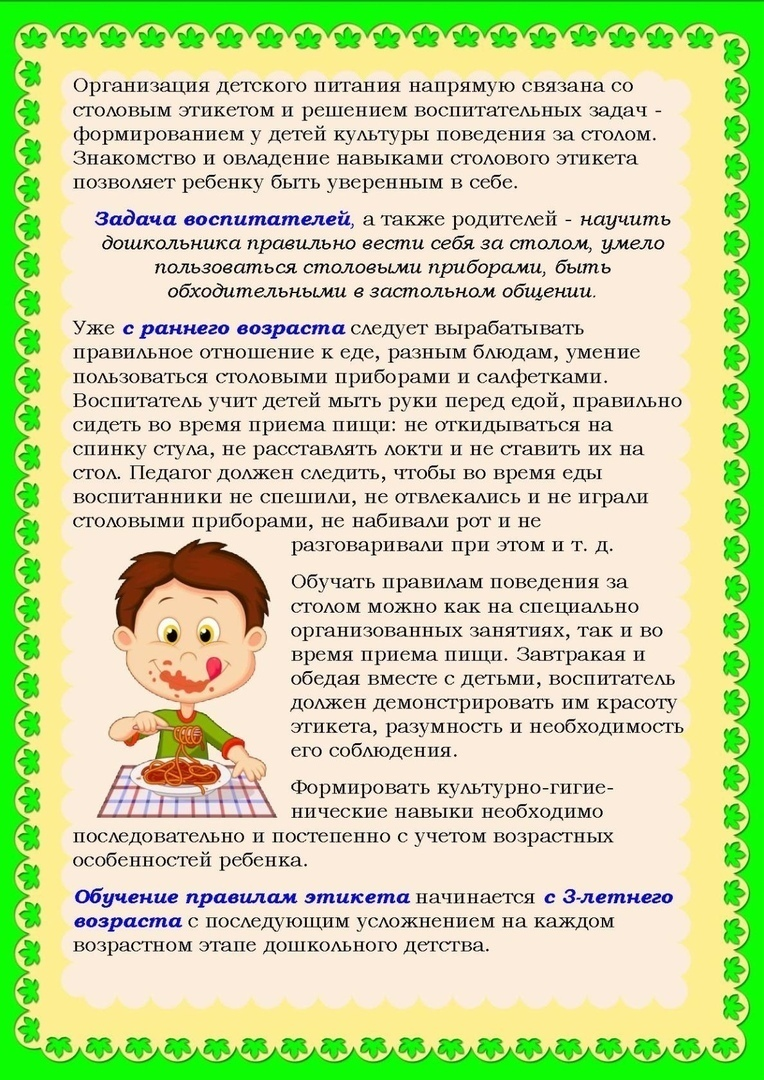 Организация детского питания напрямую связана со
столовым этикетом и решением воспитательных задач -
формированием у детей культуры поведения за столом.
Знакомство и овладение навыками столового этикета
позволяет ребенку быть уверенным в себе.
Задача воспитателей, а также родителей - научить
дошкольника правильно вести себя за столом, умело
пользоваться столовыми приборами, быть
обходительными в застольном общении.
Уже с раннего возраста следует вырабатывать
правильное отношение к еде, разным блюдам, умение
пользоваться столовыми приборами и салфетками.
Воспитатель учит детей мыть руки перед едой, правильно
сидеть во время приема пищи: не откидываться на
спинку стула, не расставлять локти и не ставить их на
стол. Педагог должен следить, чтобы во время еды
воспитанники не спешили, не отвлекались и не играли
столовыми приборами, не набивали рот и не
разговаривали при этом и т. д.
Обучать правилам поведения за
столом можно как на специально
организованных занятиях, так и во
время приема пищи. Завтракая и
обедая вместе с детьми, воспитатель
должен демонстрировать им красоту
этикета, разумность и необходимость
его соблюдения.
Формировать культурно-гигие-
нические навыки необходимо
последовательно и постепенно с учетом возрастных
особенностей ребенка.
Обучение правилам этикета начинается с 3-летнего
возраста с последующим усложнением на каждом
возрастном этапе дошкольного детства.